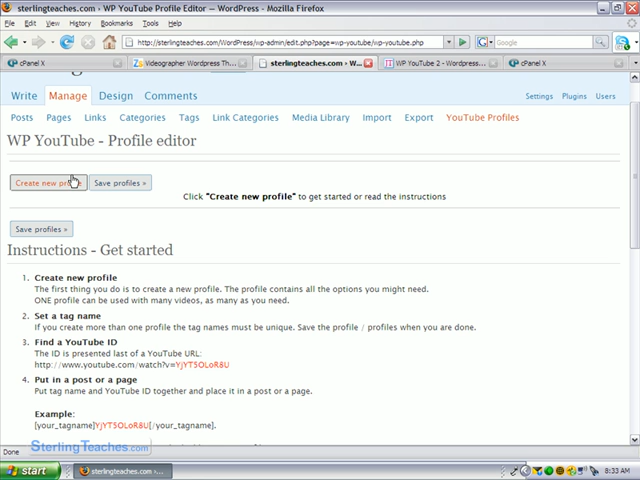 sterlingteaches.com › WP YouTube Profile Editor — WordPress - Mozilla Firefox
File Edit View History Bookmarks Tools Help
http://sterlingteaches.com/WordPress/wp-admin/edit.php?page=wp-youtube/wp-youtube.php
Google
cPanel X
Videographer Wordpress Th...
sterlingteaches.com › W...
WP YouTube 2 - Wordpress...
cPanel X
Write Manage Design Comments
Settings Plugins Users
Posts Pages Links Categories Tags Link Categories Media Library Import Export YouTube Profiles
WP YouTube - Profile editor
Create new Save profiles »
Click "Create new profile" to get started or read the instructions
Save profiles »
Instructions - Get started
1. Create new profile
The first thing you do is to create a new profile. The profile contains all the options you might need.
ONE profile can be used with many videos, as many as you need.
2. Set a tag name
If you create more than one profile the tag names must be unique. Save the profile / profiles when you are done.
3. Find a YouTube ID
The ID is presented last of a YouTube URL:
http://www.youtube.com/watch?v=YjYT5OLoR8U
4. Put in a post or a page
Put tag name and YouTube ID together and place it in a post or a page.
Example:
[your_tagname]YjYT5OLoR8U[/your_tagname].
SterlingTeaches.com
Done
start
sterlingteaches.com › ...
8:33 AM